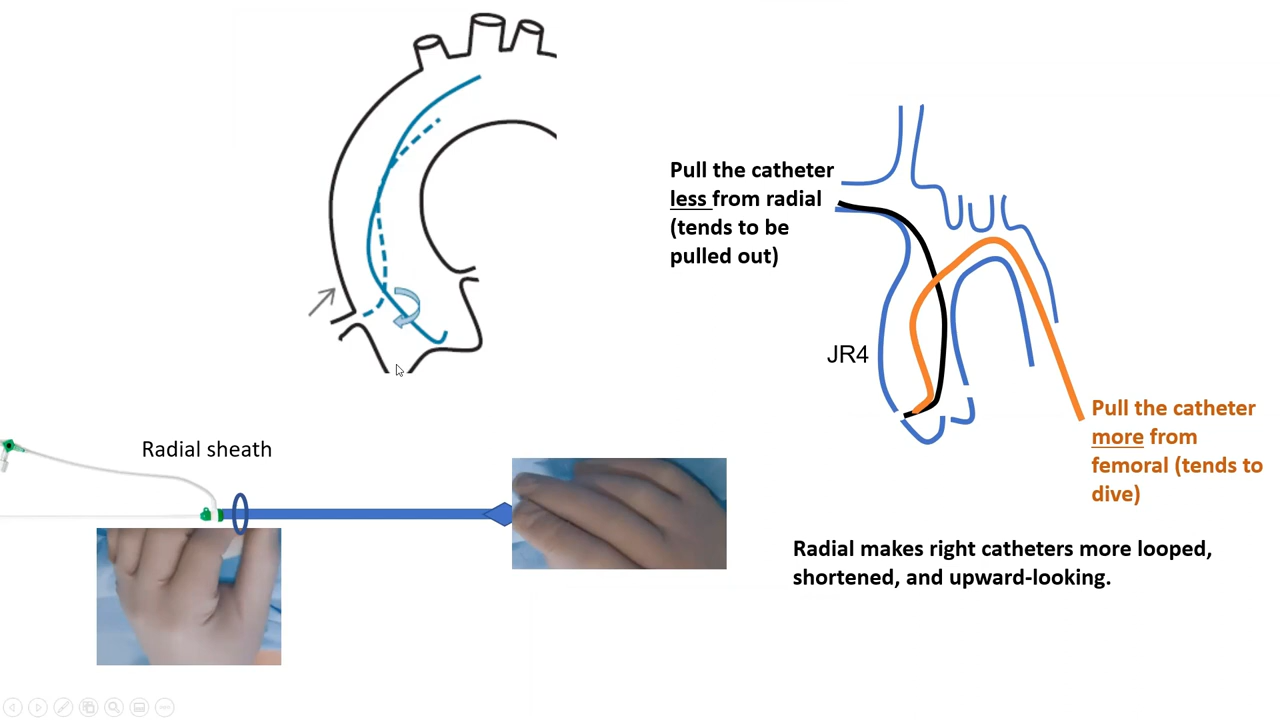 Pull the catheter
less from radial
(tends to be
pulled out)
JR4
Pull the catheter
more from
femoral (tends to
dive)
Radial sheath
Radial makes right catheters more looped,
shortened, and upward-looking.